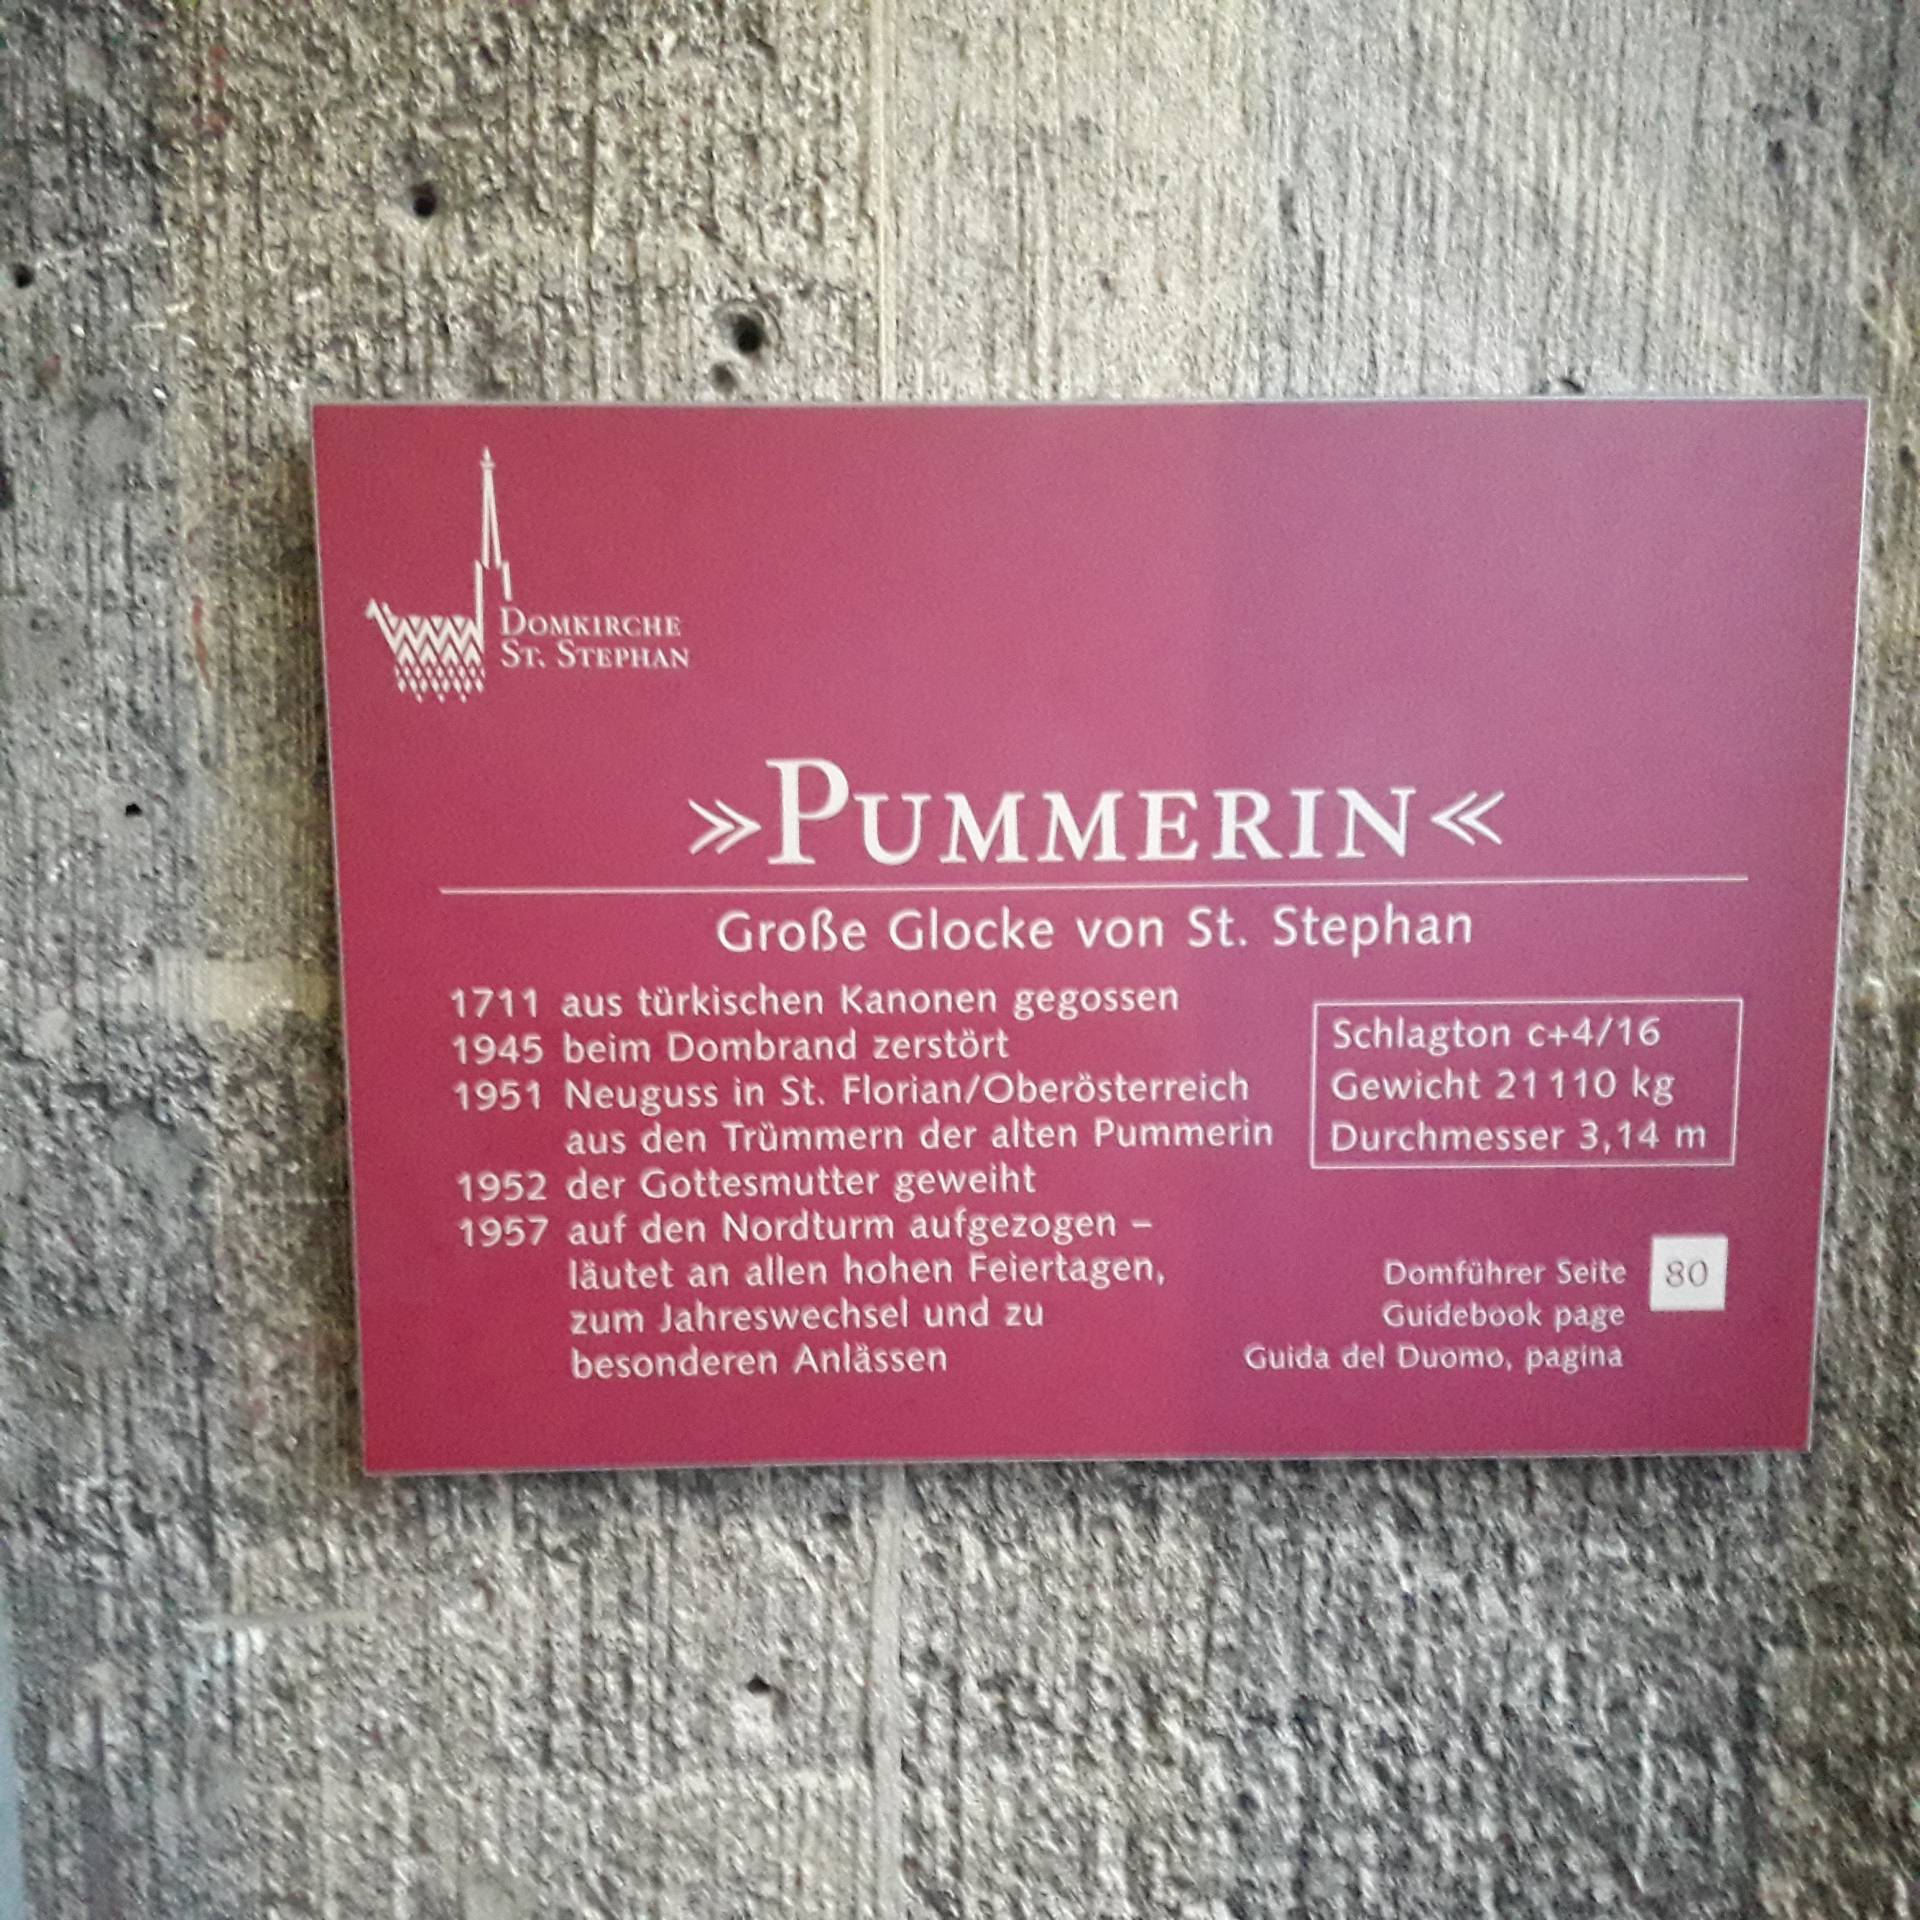 DOMKIRCHE
ST. STEPHAN
»PUMMERIN«
Große Glocke von St. Stephan
1711 aus türkischen Kanonen gegossen
1945 beim Dombrand zerstört
1951 Neuguss in St. Florian/Oberösterreich
aus den Trümmern der alten Pummerin
1952 der Gottesmutter geweiht
1957 auf den Nordturm aufgezogen –
läutet an allen hohen Feiertagen,
zum Jahreswechsel und zu
besonderen Anlässen
Schlagton c+4/16
Gewicht 21 110 kg
Durchmesser 3,14 m
Domführer Seite 80
Guidebook page
Guida del Duomo, pagina